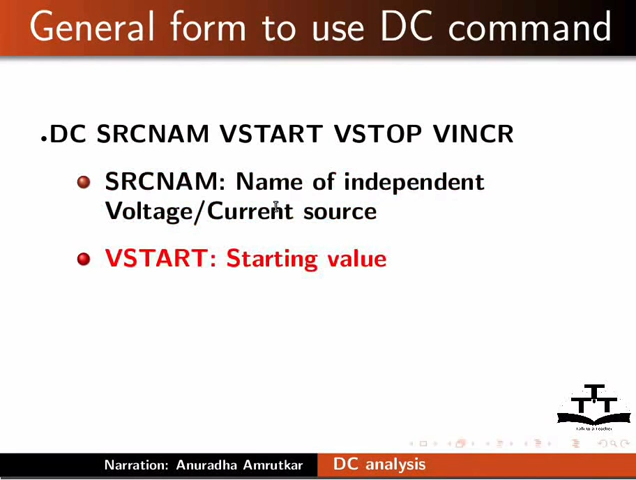 General form to use DC command
.DC SRCNAM VSTART VSTOP VINCR
SRCNAM: Name of independent
Voltage/Current source
VSTART: Starting value
Narration: Anuradha Amrutkar
DC analysis